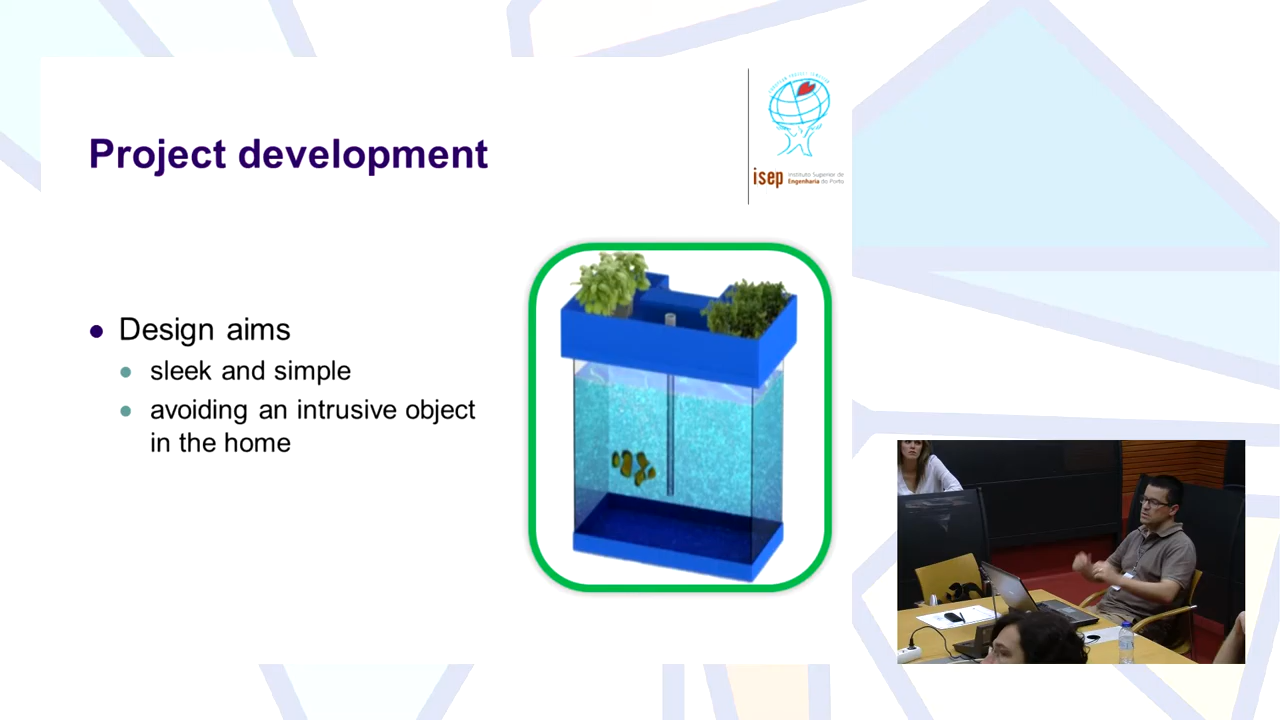 Project development
isep Instituto Superior de
Engenharia do Porto
Design aims
sleek and simple
avoiding an intrusive object
in the home